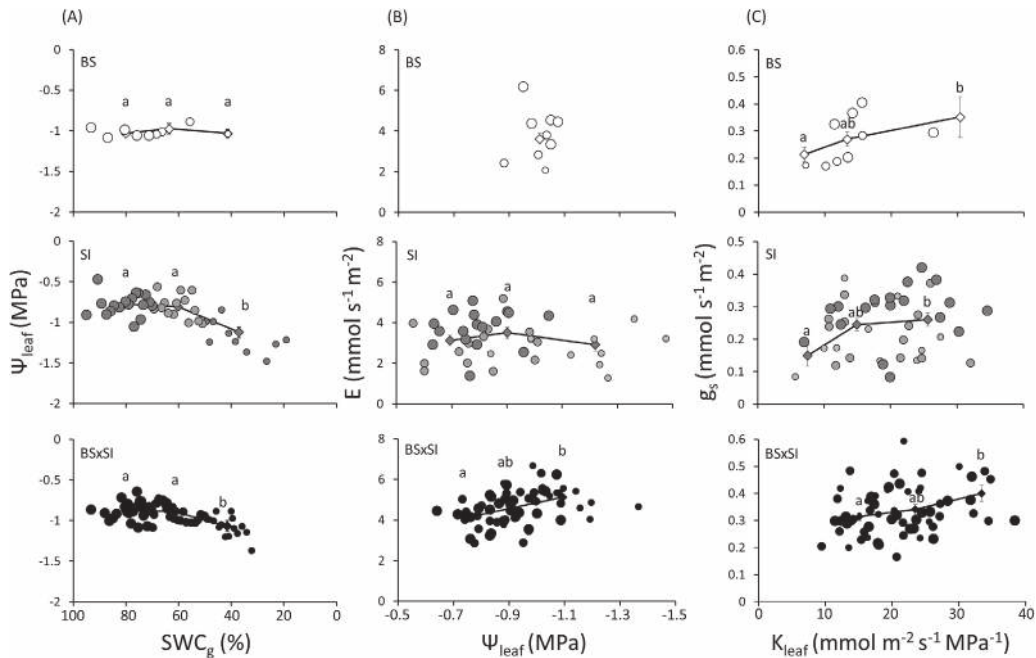 (A)
(B)
(C)
0
-0.5
-1
-1.5
-2
BS
a a a
8
6
4
2
0
BS
0.6
0.5
0.4
0.3
0.2
0.1
0
BS
a ab b
0
-0.5
-1
-1.5
-2
SI
a a b
6
5
4
3
2
1
0
SI
a a a
0.5
0.4
0.3
0.2
0.1
0
SI
a ab b
0
-0.5
-1
-1.5
-2
BSxSI
a a b
8
6
4
2
0
BSxSI
a ab b
0.6
0.5
0.4
0.3
0.2
0.1
0
BSxSI
a ab b
Ψleaf (MPa)
E (mmol s⁻¹ m⁻²)
gs (mmol s⁻¹ m⁻²)
100 80 60 40 20 0
-0.5 -0.7 -0.9 -1.1 -1.3 -1.5
0 10 20 30 40
SWCg (%)
Ψleaf (MPa)
Kleaf (mmol m⁻² s⁻¹ MPa⁻¹)